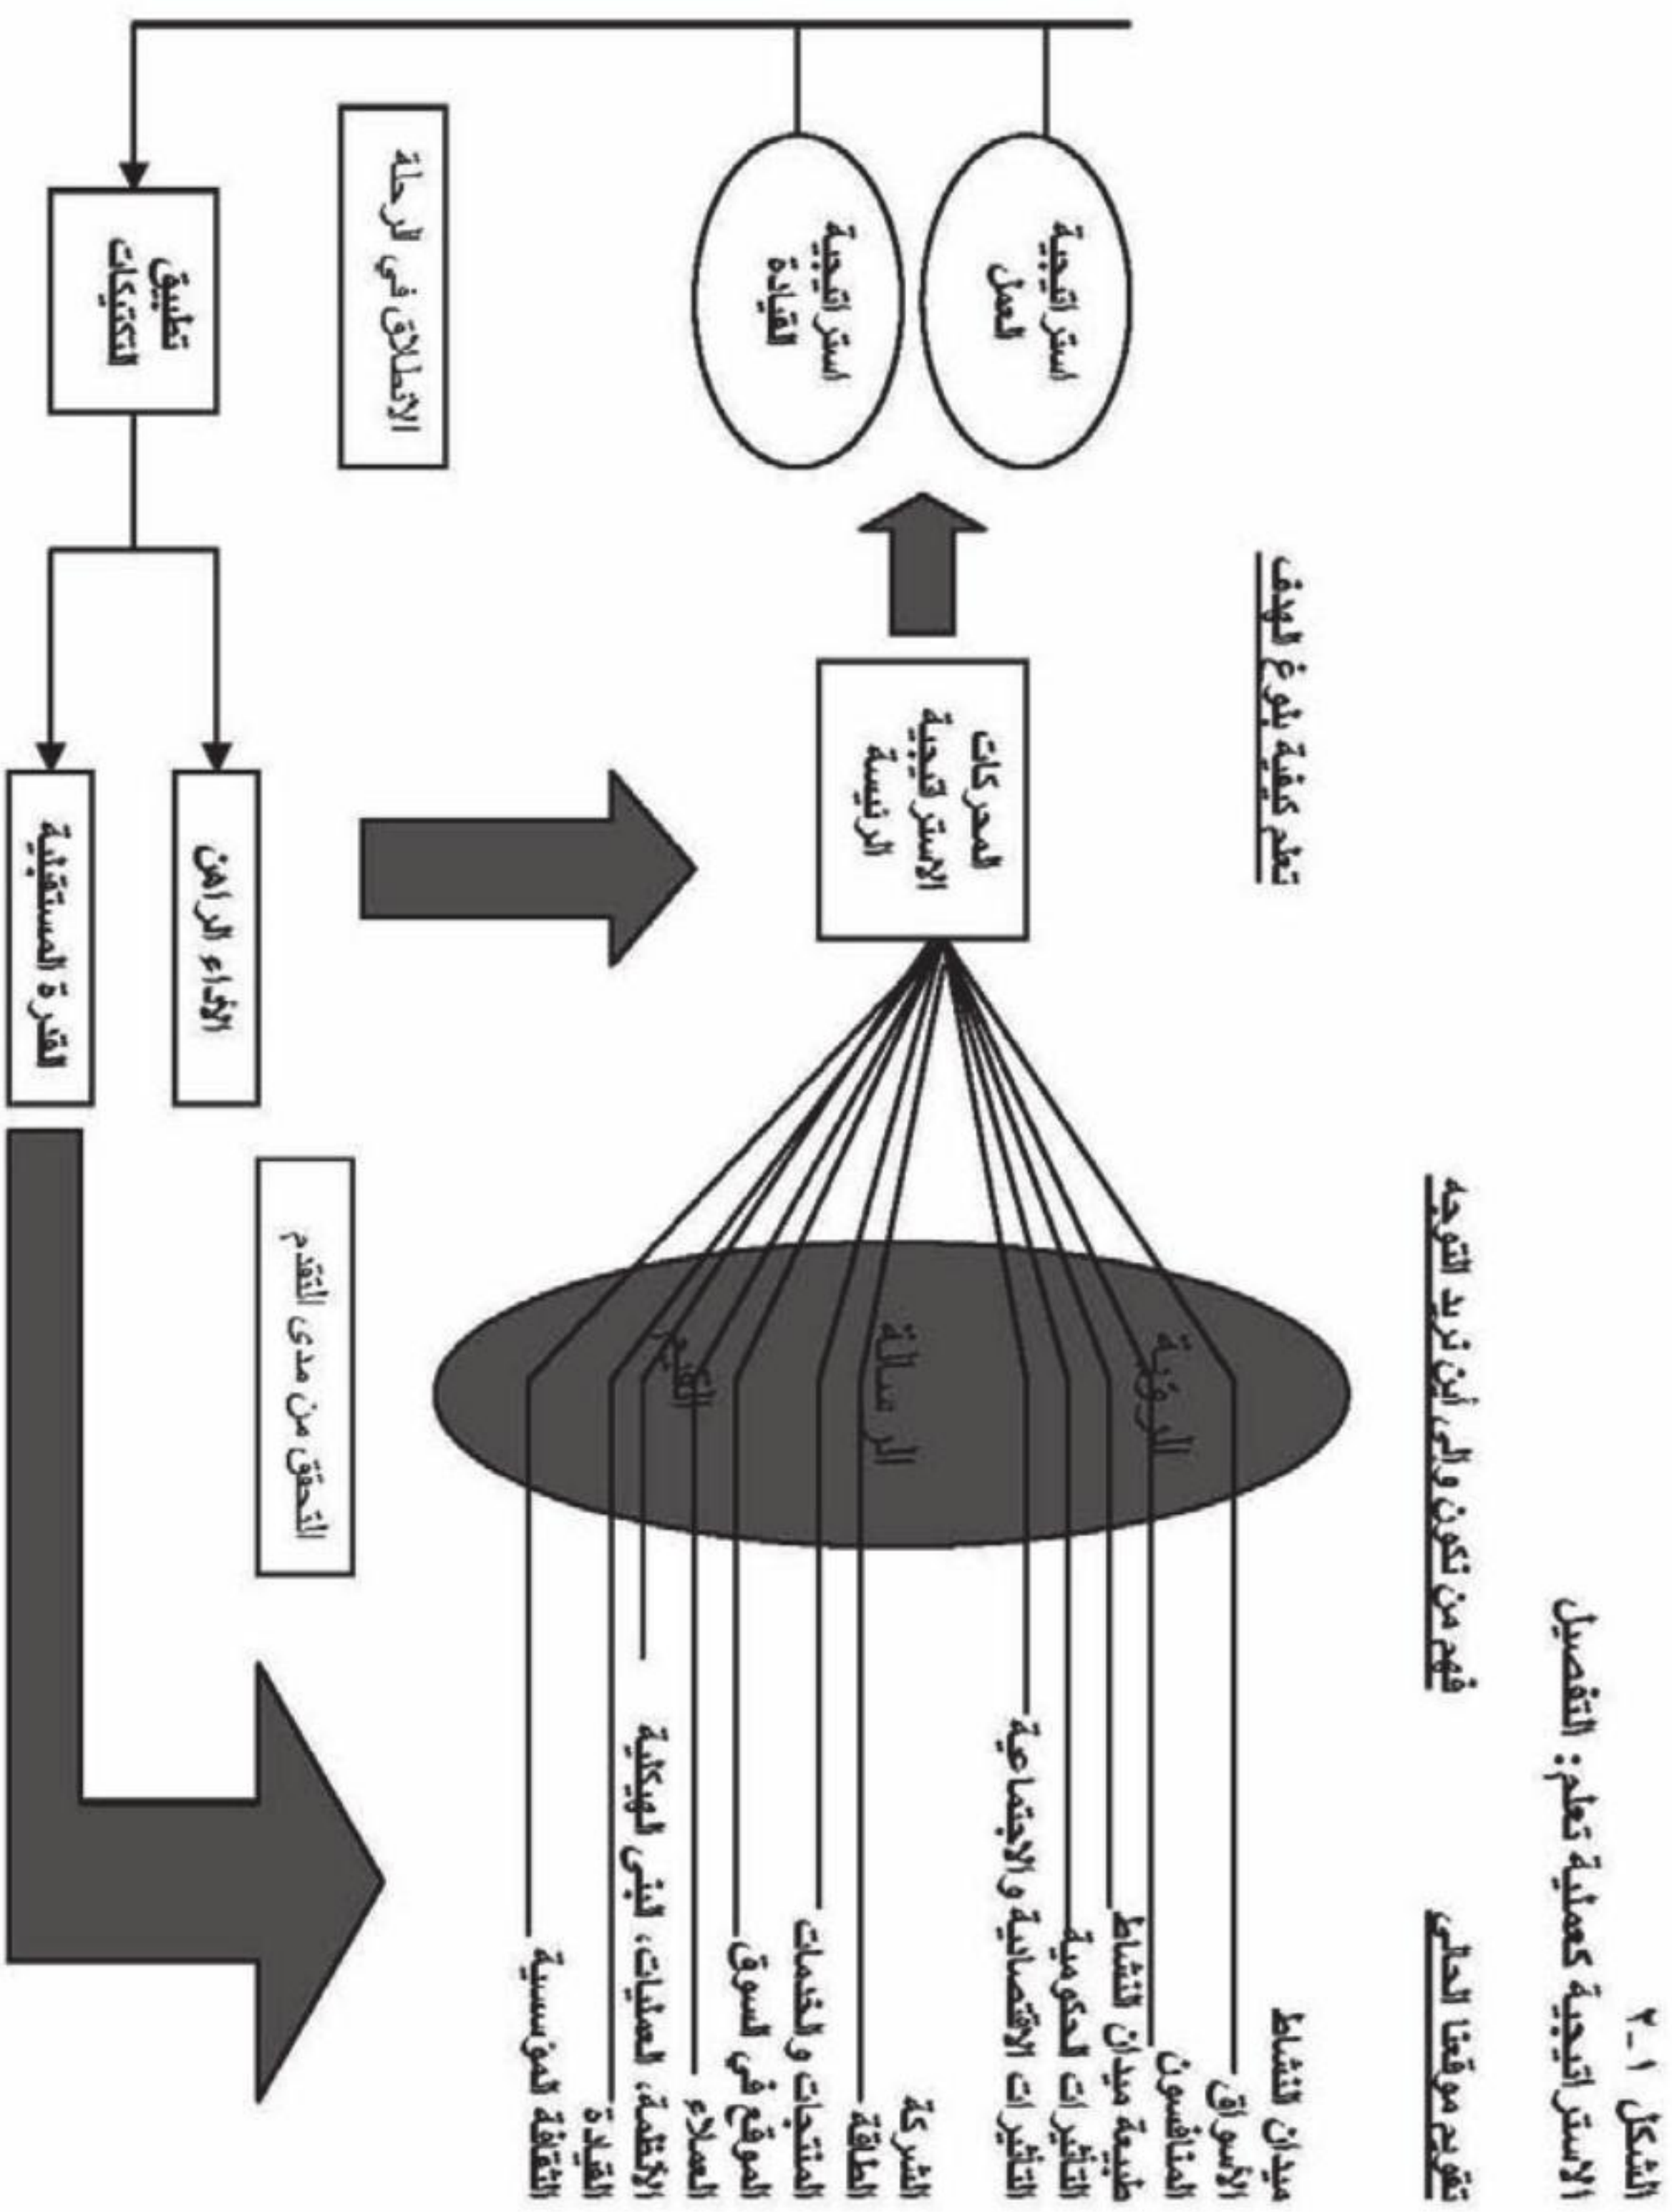 الشكل ١-٢
الاستراتيجية كعملية تعلم: التفصيل
تقويم موقعنا الحالي
فهم من نكون وإلى أين نريد التوجه
تعلم كيفية بلوغ الهدف
ميدان النشاط
الأسواق
المنافسون
طبيعة ميدان النشاط
التأثيرات الحكومية
التأثيرات الاقتصادية والاجتماعية
الشركة
الطاقة
المنتجات والخدمات
الموقع في السوق
العملاء
الأنظمة، العمليات، البنى الهيكلية
القيادة
الثقافة المؤسسية
الرؤية
الرسالة
القيم
المحركات
الاستراتيجية
الرئيسة
استراتيجية
العمل
استراتيجية
القيادة
الانطلاق في الرحلة
تطبيق
التكتيكات
الأداء الراهن
القدرة المستقبلية
التحقق من مدى التقدم